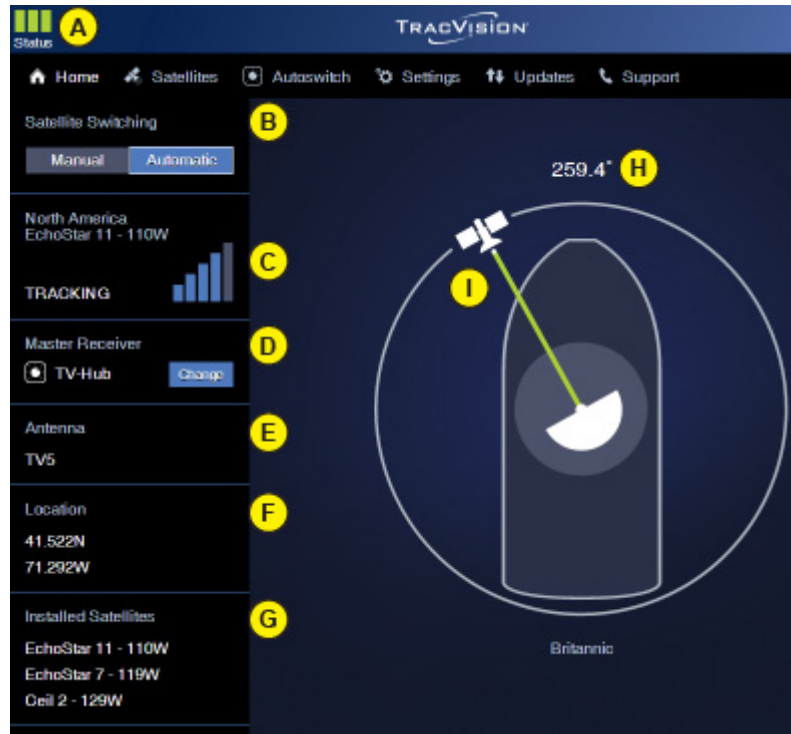 Status
A
TRACVISION
Home Satellites Autoswitch Settings Updates Support
Satellite Switching
B
Manual Automatic
North America
EchoStar 11 - 110W
C
TRACKING
Master Receiver
D
TV-Hub Change
Antenna
E
TV5
Location
F
41.522N
71.292W
Installed Satellites
G
EchoStar 11 - 110W
EchoStar 7 - 119W
Ceil 2 - 129W
259.4° H
I
Britannic